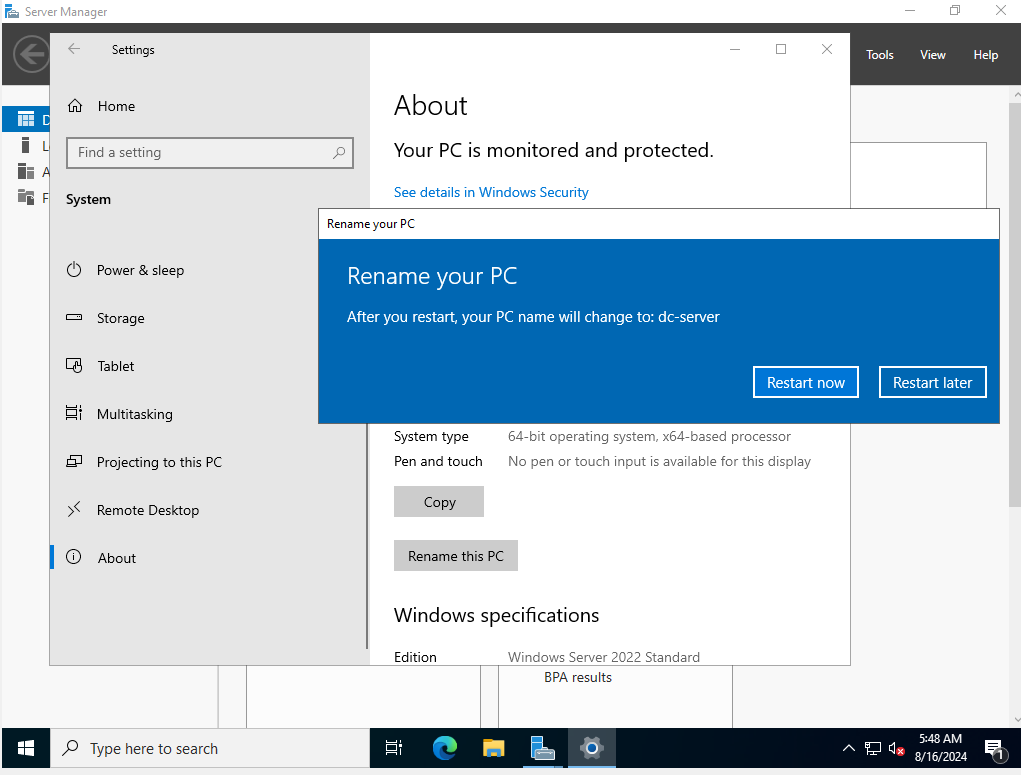 Server Manager
Tools
View
Help
Settings
Home
Find a setting
System
Power & sleep
Storage
Tablet
Multitasking
Projecting to this PC
Remote Desktop
About
About
Your PC is monitored and protected.
See details in Windows Security
Rename your PC
Rename your PC
After you restart, your PC name will change to: dc-server
Restart now
Restart later
System type 64-bit operating system, x64-based processor
Pen and touch No pen or touch input is available for this display
Copy
Rename this PC
Windows specifications
Edition Windows Server 2022 Standard
BPA results
Type here to search
5:48 AM
8/16/2024
1